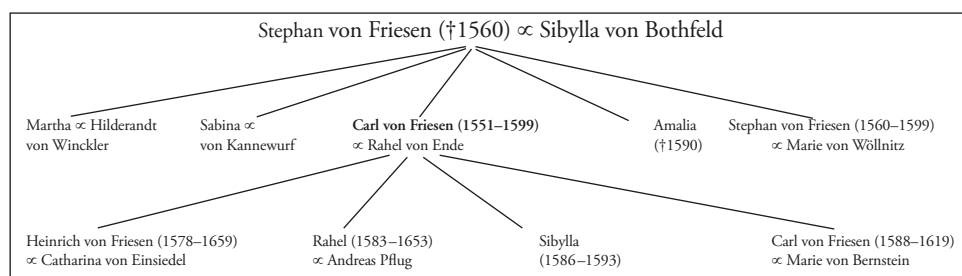 Stephan von Friesen (†1560) ∝ Sibylla von Bothfeld
Martha ∝ Hilderandt
von Winckler
Sabina ∝
von Kannewurf
Carl von Friesen (1551–1599)
∝ Rahel von Ende
Amalia
(†1590)
Stephan von Friesen (1560–1599)
∝ Marie von Wöllnitz
Heinrich von Friesen (1578–1659)
∝ Catharina von Einsiedel
Rahel (1583–1653)
∝ Andreas Pflug
Sibylla
(1586–1593)
Carl von Friesen (1588-1619)
∝ Marie von Bernstein